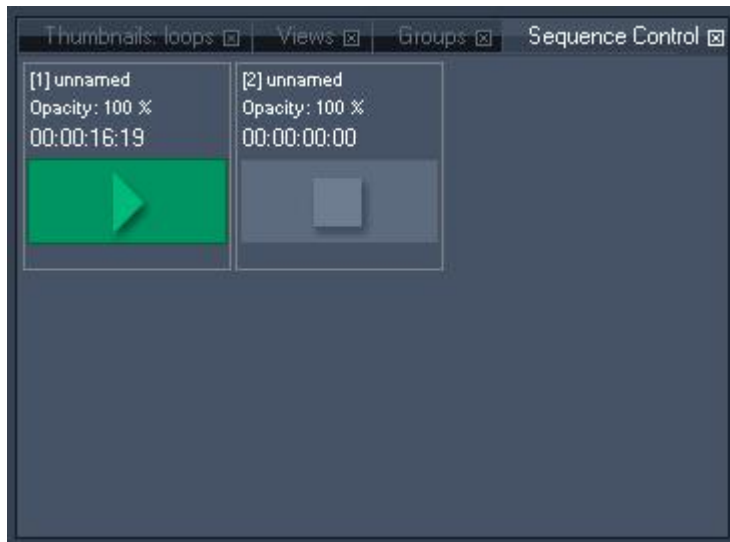 Thumbnails: loops Views Groups Sequence Control
[1] unnamed
Opacity: 100 %
00:00:16:19
[2] unnamed
Opacity: 100 %
00:00:00:00